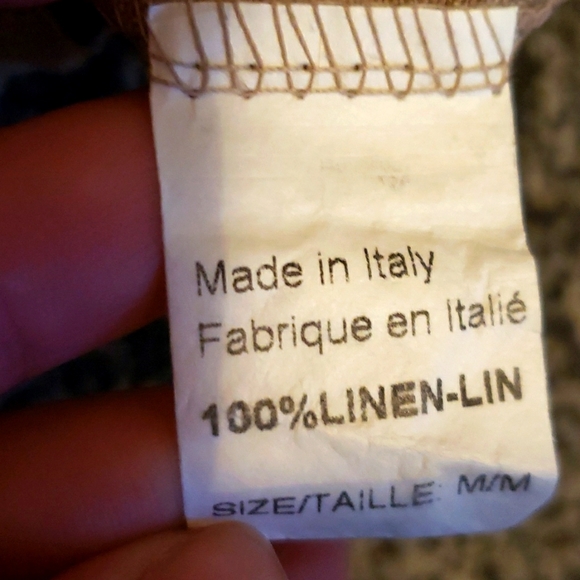 Made in Italy
Fabrique en Italié
100%LINEN-LIN
SIZE/TAILLE: M/M